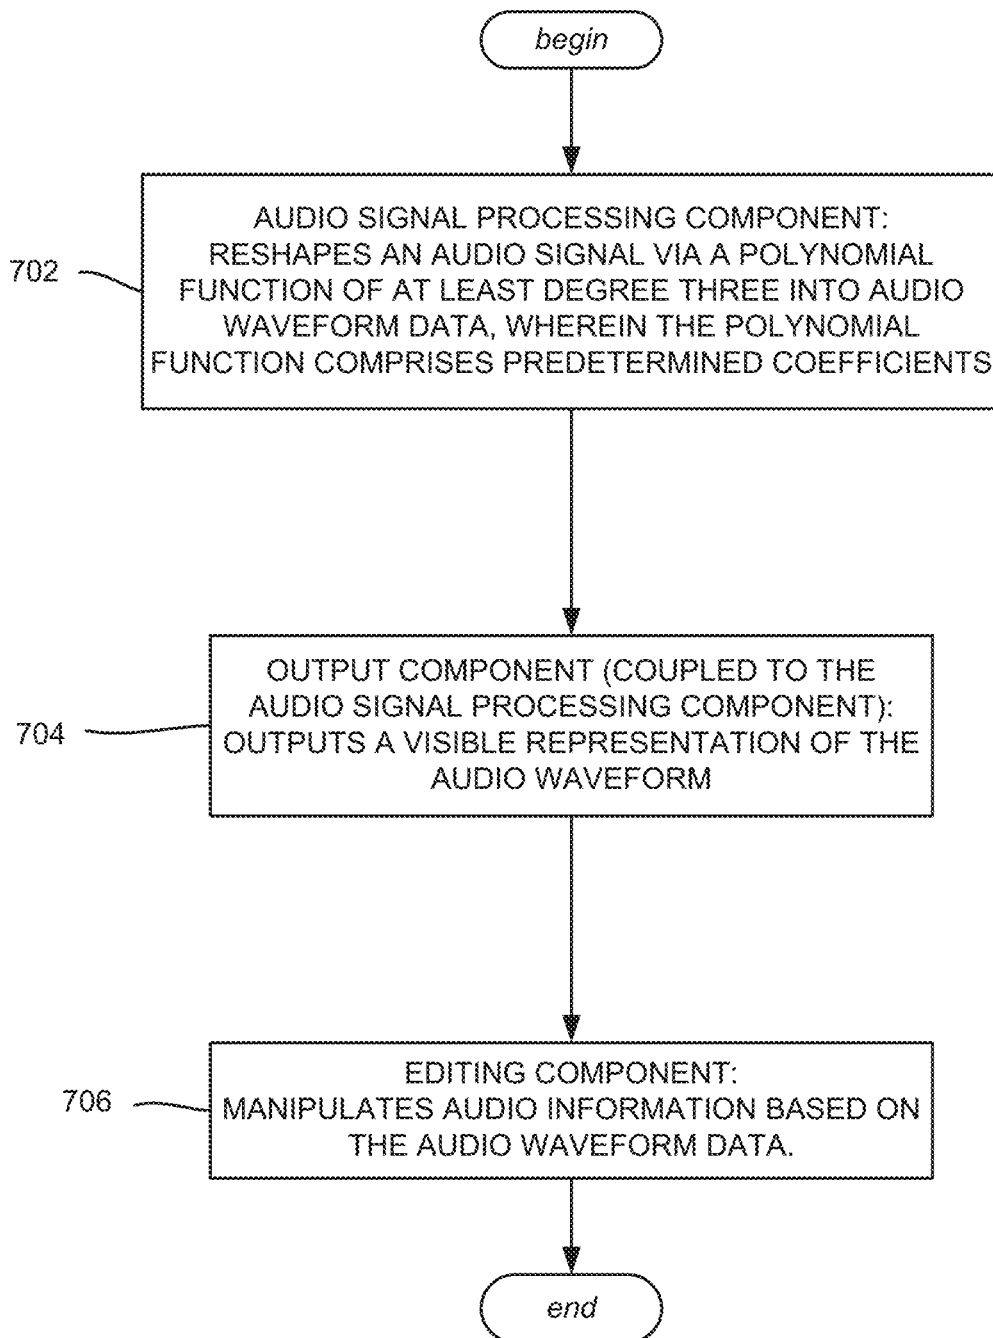 begin
702
AUDIO SIGNAL PROCESSING COMPONENT:
RESHAPES AN AUDIO SIGNAL VIA A POLYNOMIAL
FUNCTION OF AT LEAST DEGREE THREE INTO AUDIO
WAVEFORM DATA, WHEREIN THE POLYNOMIAL
FUNCTION COMPRISES PREDETERMINED COEFFICIENTS
704
OUTPUT COMPONENT (COUPLED TO THE
AUDIO SIGNAL PROCESSING COMPONENT):
OUTPUTS A VISIBLE REPRESENTATION OF THE
AUDIO WAVEFORM
706
EDITING COMPONENT:
MANIPULATES AUDIO INFORMATION BASED ON
THE AUDIO WAVEFORM DATA.
end